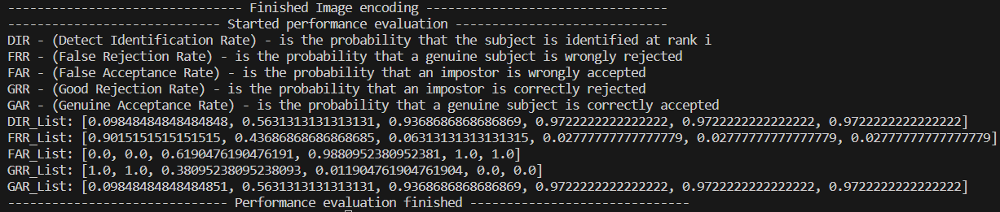 -------------------------------- Finished Image encoding ---------------------------------
----------------------------- Started performance evaluation -----------------------------
DIR - (Detect Identification Rate) - is the probability that the subject is identified at rank i
FRR - (False Rejection Rate) - is the probability that a genuine subject is wrongly rejected
FAR - (False Acceptance Rate) - is the probability that an impostor is wrongly accepted
GRR - (Good Rejection Rate) - is the probability that an impostor is correctly rejected
GAR - (Genuine Acceptance Rate) - is the probability that a genuine subject is correctly accepted
DIR_List: [0.09848484848484848, 0.5631313131313131, 0.9368686868686869, 0.9722222222222222, 0.9722222222222222, 0.9722222222222222]
FRR_List: [0.9015151515151515, 0.43686868686868685, 0.06313131313131315, 0.02777777777777779, 0.02777777777777779, 0.02777777777777779]
FAR_List: [0.0, 0.0, 0.6190476190476191, 0.9880952380952381, 1.0, 1.0]
GRR_List: [1.0, 1.0, 0.38095238095238093, 0.011904761904761904, 0.0, 0.0]
GAR_List: [0.09848484848484851, 0.5631313131313131, 0.9368686868686869, 0.9722222222222222, 0.9722222222222222, 0.9722222222222222]
------------------------------ Performance evaluation finished ------------------------------